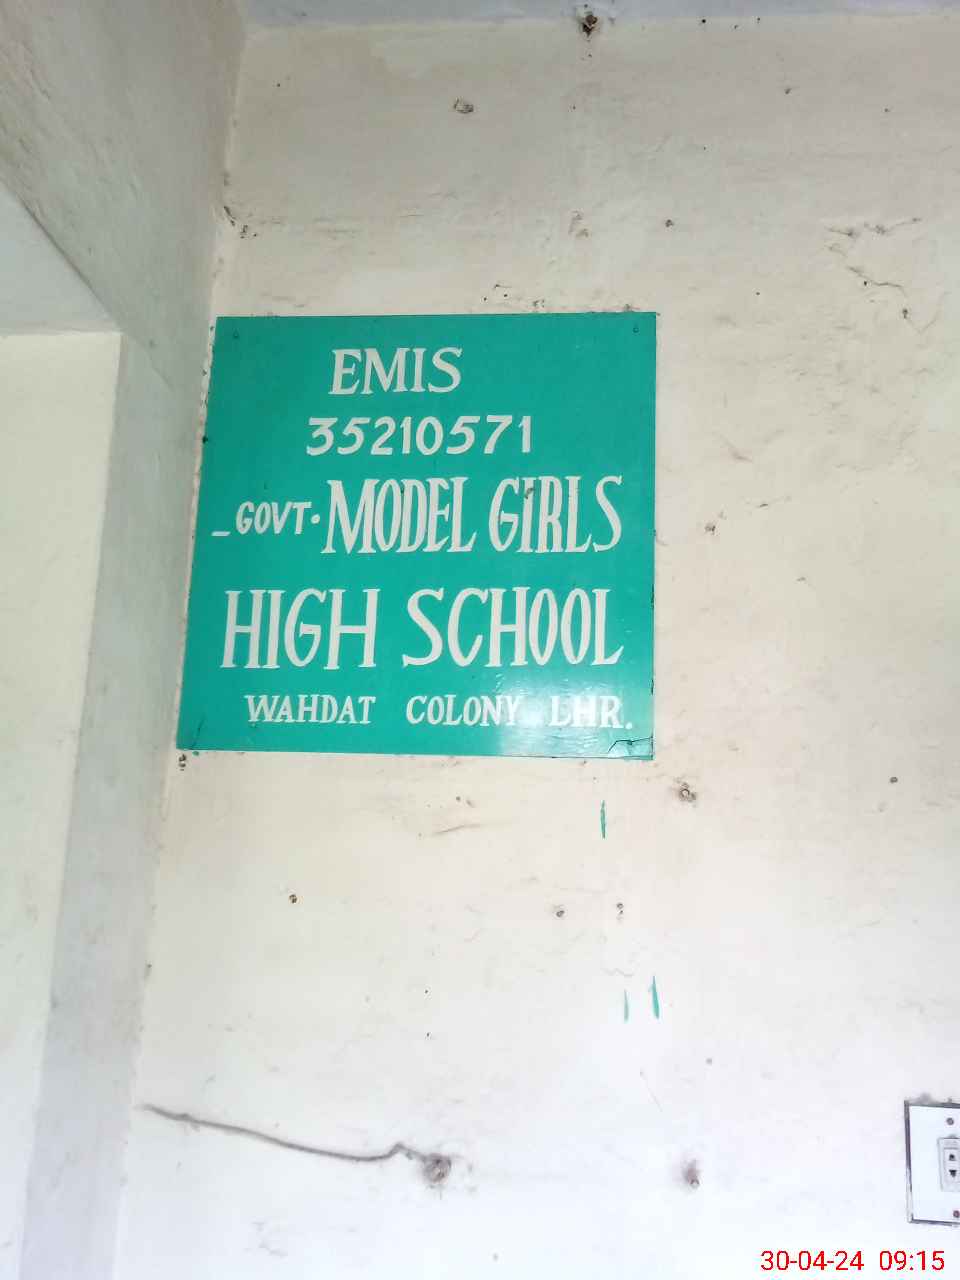 EMIS
35210571
_GOVT. MODEL GIRLS
HIGH SCHOOL
WAHDAT COLONY LHR.
30-04-24 09:15